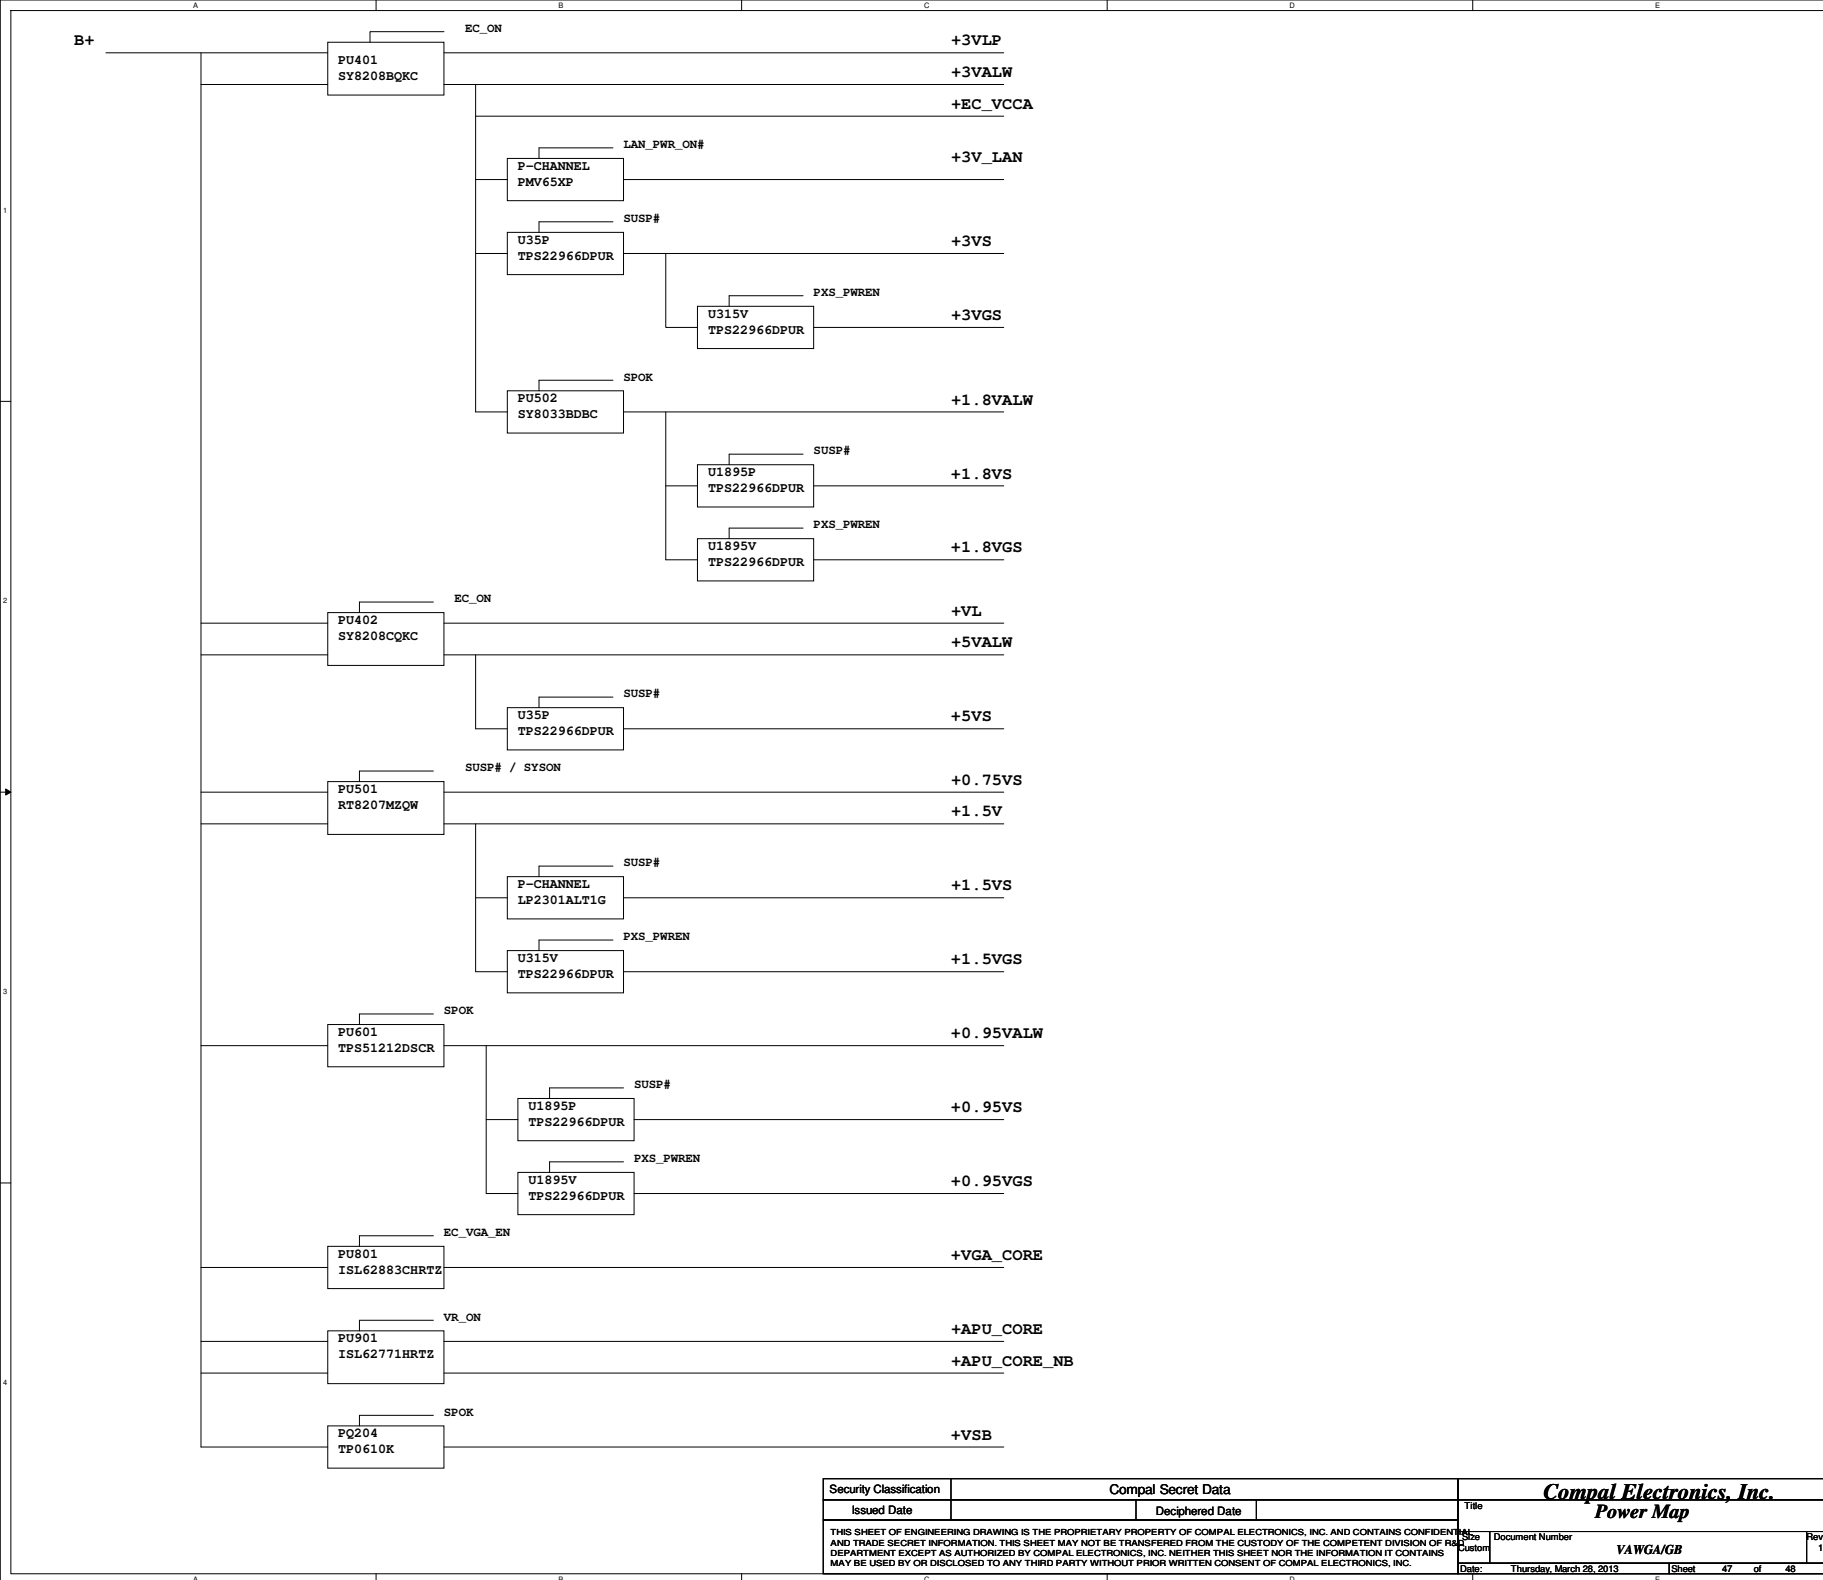 A B C D E
B+
EC_ON
PU401
SY8208BQKC
+3VLP
+3VALW
+EC_VCCA
LAN_PWR_ON#
P-CHANNEL
PMV65XP
+3V_LAN
1
SUSP#
U35P
TPS22966DPUR
+3VS
PXS_PWREN
U315V
TPS22966DPUR
+3VGS
SPOK
PU502
SY8033BDBC
+1.8VALW
SUSP#
U1895P
TPS22966DPUR
+1.8VS
PXS_PWREN
U1895V
TPS22966DPUR
+1.8VGS
2
EC_ON
PU402
SY8208CQKC
+VL
+5VALW
SUSP#
U35P
TPS22966DPUR
+5VS
SUSP# / SYSON
PU501
RT8207MZQW
+0.75VS
+1.5V
SUSP#
P-CHANNEL
LP2301ALT1G
+1.5VS
PXS_PWREN
U315V
TPS22966DPUR
+1.5VGS
3
SPOK
PU601
TPS51212DSCR
+0.95VALW
SUSP#
U1895P
TPS22966DPUR
+0.95VS
PXS_PWREN
U1895V
TPS22966DPUR
+0.95VGS
EC_VGA_EN
PU801
ISL62883CHRTZ
+VGA_CORE
VR_ON
PU901
ISL62771HRTZ
+APU_CORE
+APU_CORE_NB
4
SPOK
PQ204
TP0610K
+VSB
Security Classification
Compal Secret Data
Issued Date
Deciphered Date
THIS SHEET OF ENGINEERING DRAWING IS THE PROPRIETARY PROPERTY OF COMPAL ELECTRONICS, INC. AND CONTAINS CONFIDENTIAL
AND TRADE SECRET INFORMATION. THIS SHEET MAY NOT BE TRANSFERED FROM THE CUSTODY OF THE COMPETENT DIVISION OF R&D
DEPARTMENT EXCEPT AS AUTHORIZED BY COMPAL ELECTRONICS, INC. NEITHER THIS SHEET NOR THE INFORMATION IT CONTAINS
MAY BE USED BY OR DISCLOSED TO ANY THIRD PARTY WITHOUT PRIOR WRITTEN CONSENT OF COMPAL ELECTRONICS, INC.
Compal Electronics, Inc.
Title
Power Map
Size
Custom
Document Number
VAWGA/GB
Rev
1
Date: Thursday, March 28, 2013
Sheet 47 of 48
A B C D E